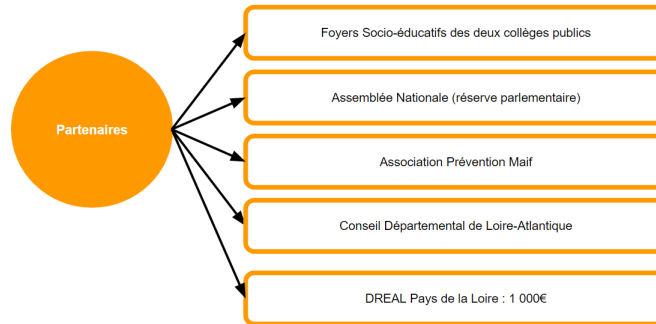 Foyers Socio-éducatifs des deux collèges publics
Assemblée Nationale (réserve parlementaire)
Partenaires
Association Prévention Maif
Conseil Départemental de Loire-Atlantique
DREAL Pays de la Loire : 1 000€